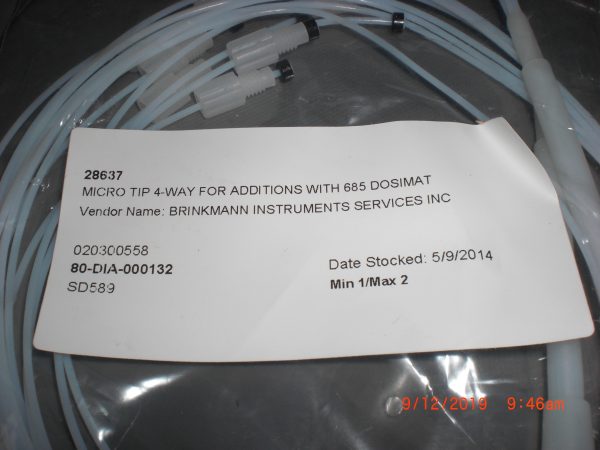 28637
MICRO TIP 4-WAY FOR ADDITIONS WITH 685 DOSIMAT
Vendor Name: BRINKMANN INSTRUMENTS SERVICES INC
020300558
80-DIA-000132
SD589
Date Stocked: 5/9/2014
Min 1/Max 2
9/12/2019 9:46am